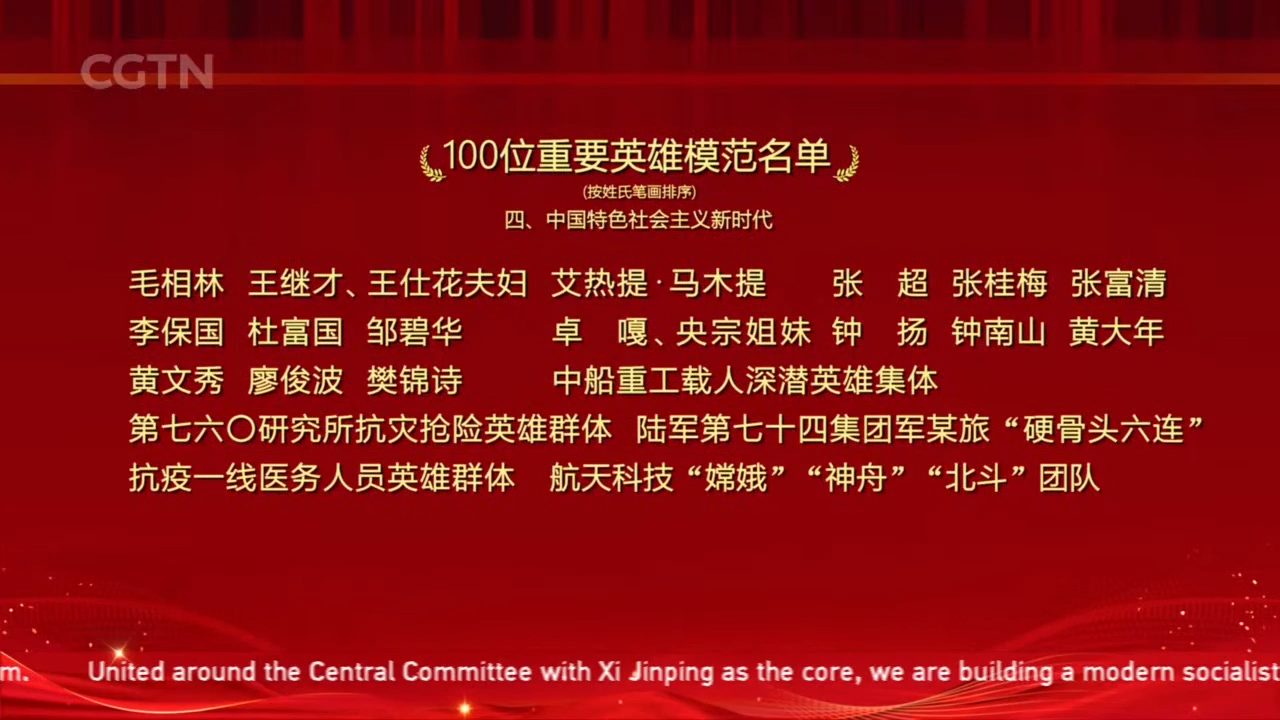 CGTN
100位重要英雄模范名单
(按姓氏笔画排序)
四、中国特色社会主义新时代
毛相林 王继才、王仕花夫妇 艾热提·马木提 张 超 张桂梅 张富清
李保国 杜富国 邹碧华 卓 嘎、央宗姐妹 钟 扬 钟南山 黄大年
黄文秀 廖俊波 樊锦诗 中船重工载人深潜英雄集体
第七六〇研究所抗灾抢险英雄群体 陆军第七十四集团军某旅“硬骨头六连”
抗疫一线医务人员英雄群体 航天科技“嫦娥”“神舟”“北斗”团队
m. United around the Central Committee with Xi Jinping as the core, we are building a modern socialist